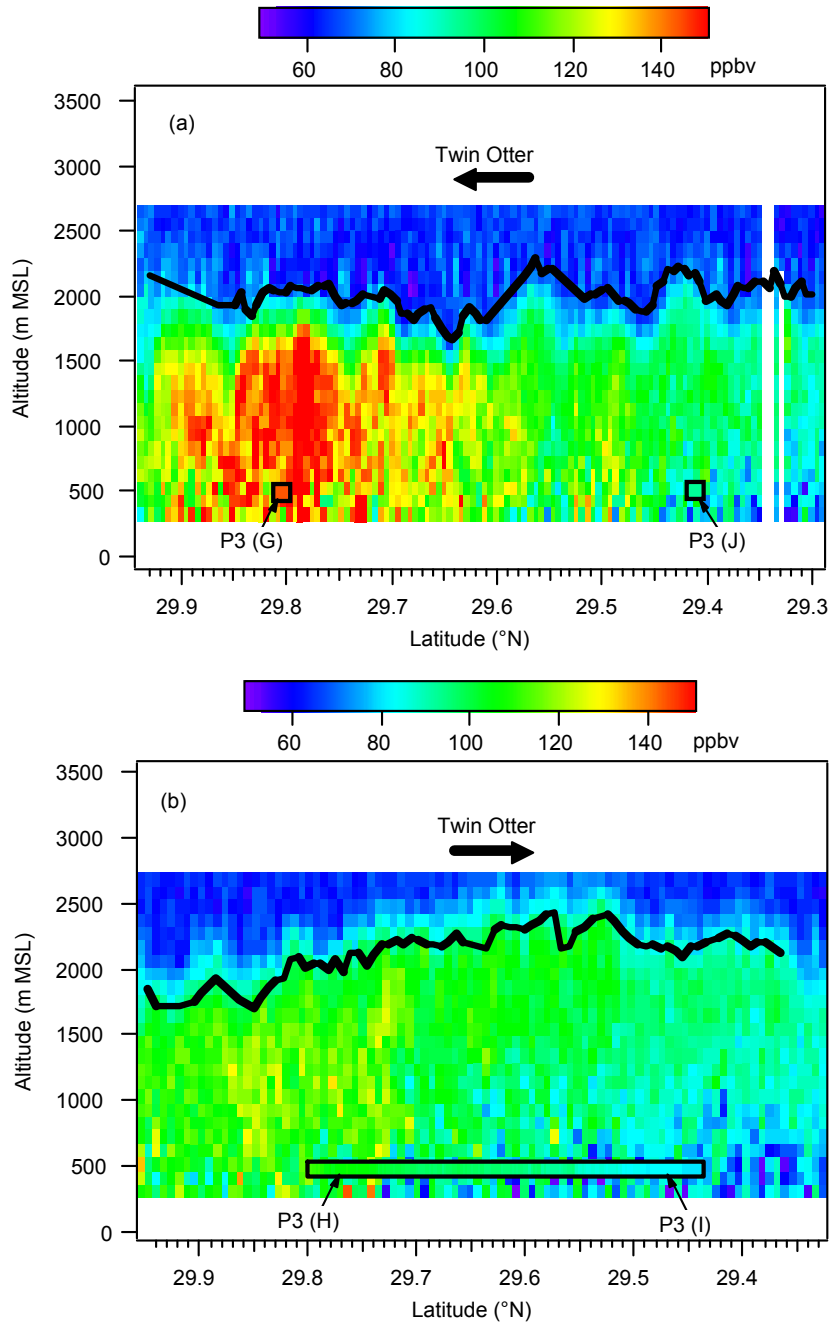 60 80 100 120 140 ppbv
3500
(a)
3000
Twin Otter
2500
2000
1500
1000
500
0
Altitude (m MSL)
P3 (G) P3 (J)
29.9 29.8 29.7 29.6 29.5 29.4 29.3
Latitude (°N)
60 80 100 120 140 ppbv
3500
(b)
3000
Twin Otter
2500
2000
1500
1000
500
0
Altitude (m MSL)
P3 (H) P3 (I)
29.9 29.8 29.7 29.6 29.5 29.4
Latitude (°N)